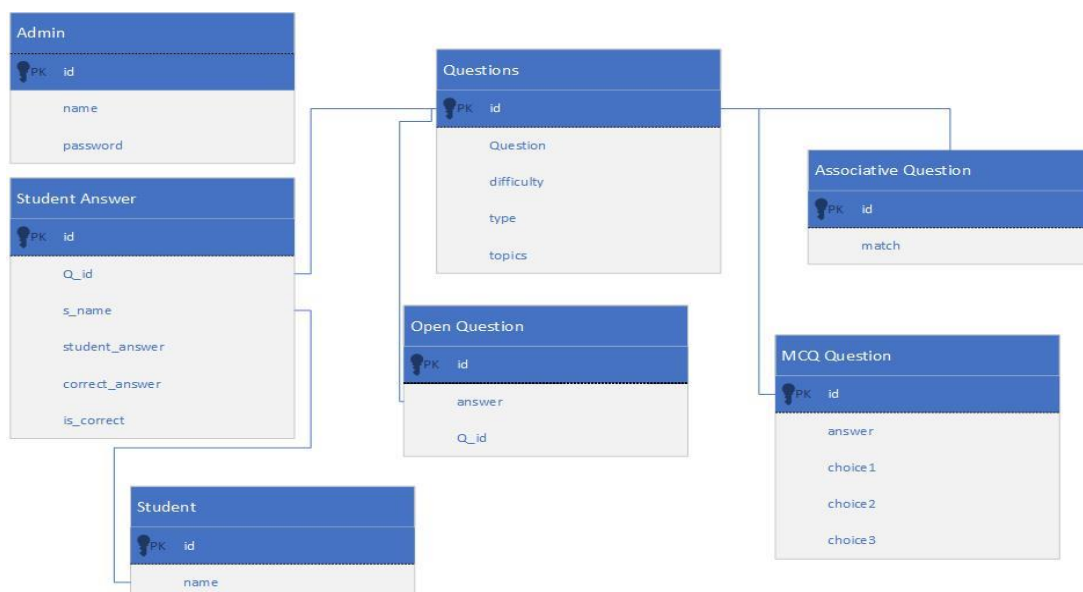 Admin
PK id
name
password
Student Answer
PK id
Q_id
s_name
student_answer
correct_answer
is_correct
Student
PK id
name
Questions
PK id
Question
difficulty
type
topics
Open Question
PK id
answer
Q_id
Associative Question
PK id
match
MCQ Question
PK id
answer
choice1
choice2
choice3